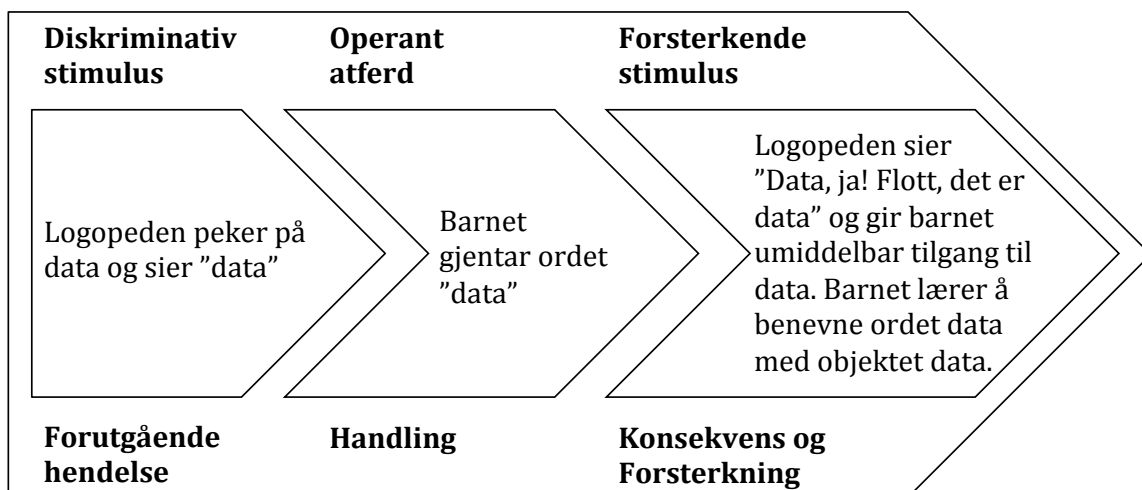 Diskriminativ
stimulus
Operant
atferd
Forsterkende
stimulus
Logopeden peker på
data og sier ”data”
Barnet
gjentar ordet
”data”
Logopeden sier
”Data, ja! Flott, det er
data” og gir barnet
umiddelbar tilgang til
data. Barnet lærer å
benevne ordet data
med objektet data.
Forutgående
hendelse
Handling
Konsekvens og
Forsterkning